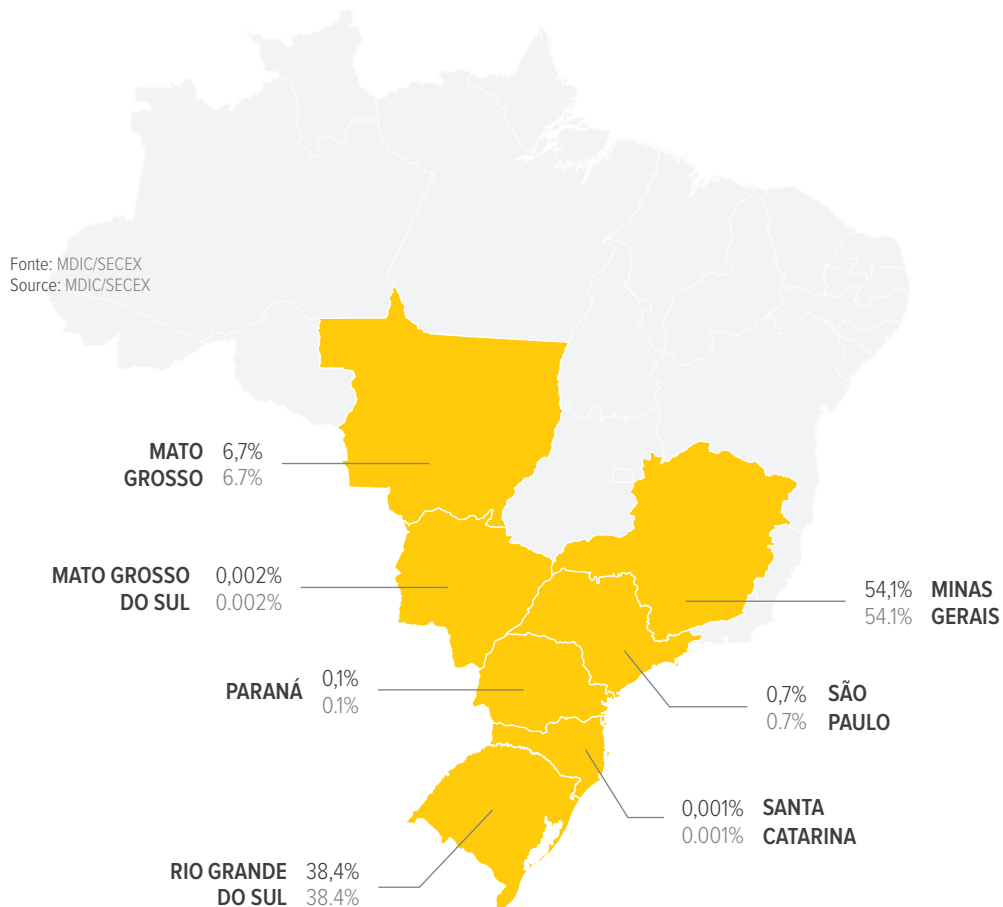 Fonte: MDIC/SECEX
Source: MDIC/SECEX
MATO 6,7%
GROSSO 6.7%
MATO GROSSO 0,002%
DO SUL 0.002%
54,1% MINAS
54.1% GERAIS
PARANÁ 0,1%
0.1%
0,7% SÃO
0.7% PAULO
0,001% SANTA
0.001% CATARINA
RIO GRANDE 38,4%
DO SUL 38.4%